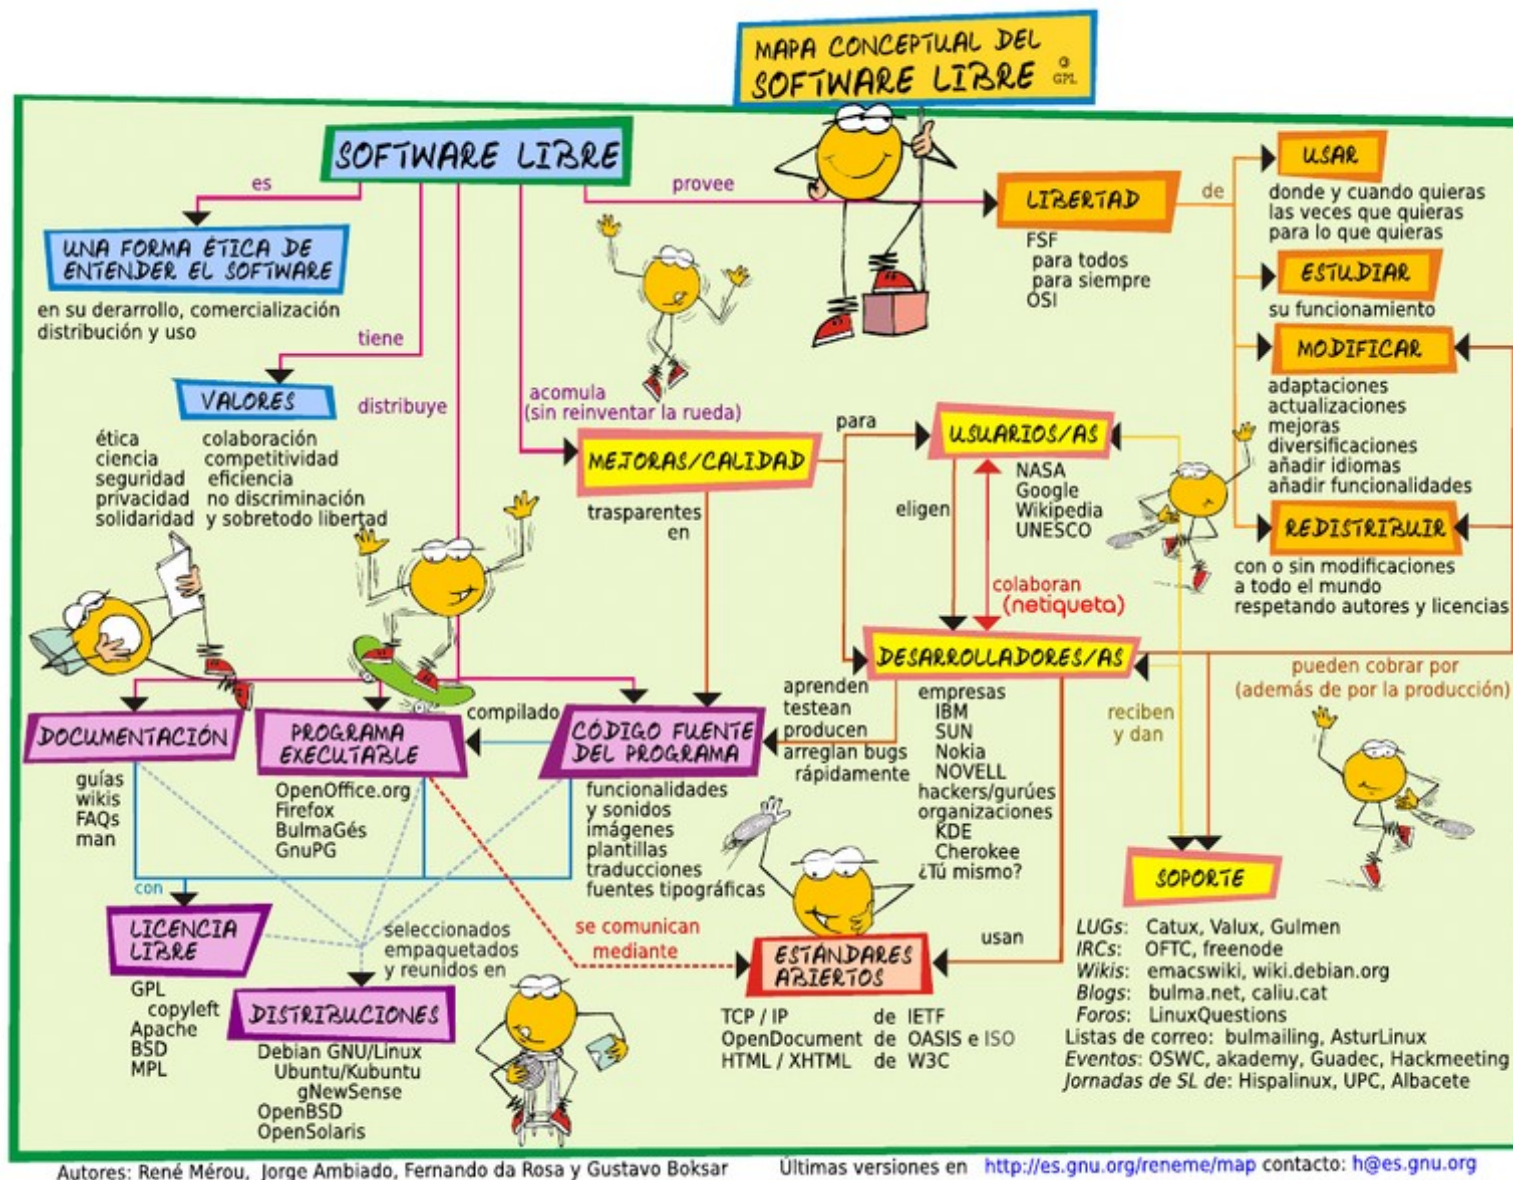 MAPA CONCEPTUAL DEL
SOFTWARE LIBRE
GPL
SOFTWARE LIBRE
es
provee
LIBERTAD
de
USAR
donde y cuando quieras
las veces que quieras
para lo que quieras
UNA FORMA ÉTICA DE
ENTENDER EL SOFTWARE
en su derarrollo, comercialización
distribución y uso
FSF
para todos
para siempre
OSI
ESTUDIAR
su funcionamiento
tiene
VALORES
ética
ciencia
seguridad
privacidad
solidaridad
colaboración
competitividad
eficiencia
no discriminación
y sobretodo libertad
distribuye
acomula
(sin reinventar la rueda)
MEJORAS/CALIDAD
trasparentes
en
para
USUARIOS/AS
NASA
Google
Wikipedia
UNESCO
eligen
colaboran
(netiqueta)
MODIFICAR
adaptaciones
actualizaciones
mejoras
diversificaciones
añadir idiomas
añadir funcionalidades
REDISTRIBUIR
con o sin modificaciones
a todo el mundo
respetando autores y licencias
DESARROLLADORES/AS
empresas
IBM
SUN
Nokia
NOVELL
hackers/gurúes
organizaciones
KDE
Cherokee
¿Tú mismo?
aprenden
testean
producen
arreglan bugs
rápidamente
pueden cobrar por
(además de por la producción)
reciben
y dan
DOCUMENTACIÓN
guías
wikis
FAQs
man
PROGRAMA
EXECUTABLE
OpenOffice.org
Firefox
BulmaGés
GnuPG
compilado
CÓDIGO FUENTE
DEL PROGRAMA
funcionalidades
y sonidos
imágenes
plantillas
traducciones
fuentes tipográficas
con
LICENCIA
LIBRE
GPL
copyleft
Apache
BSD
MPL
seleccionados
empaquetados
y reunidos en
DISTRIBUCIONES
Debian GNU/Linux
Ubuntu/Kubuntu
gNewSense
OpenBSD
OpenSolaris
se comunican
mediante
ESTÁNDARES
ABIERTOS
usan
TCP / IP de IETF
OpenDocument de OASIS e ISO
HTML / XHTML de W3C
SOPORTE
LUGs: Catux, Valux, Gulmen
IRCs: OFTC, freenode
Wikis: emacswiki, wiki.debian.org
Blogs: bulma.net, caliu.cat
Foros: LinuxQuestions
Listas de correo: bulmailing, AsturLinux
Eventos: OSWC, akademy, Guadec, Hackmeeting
Jornadas de SL de: Hispalinux, UPC, Albacete
Autores: René Mérou, Jorge Ambiado, Fernando da Rosa y Gustavo Boksar
Últimas versiones en http://es.gnu.org/reneme/map contacto: h@es.gnu.org